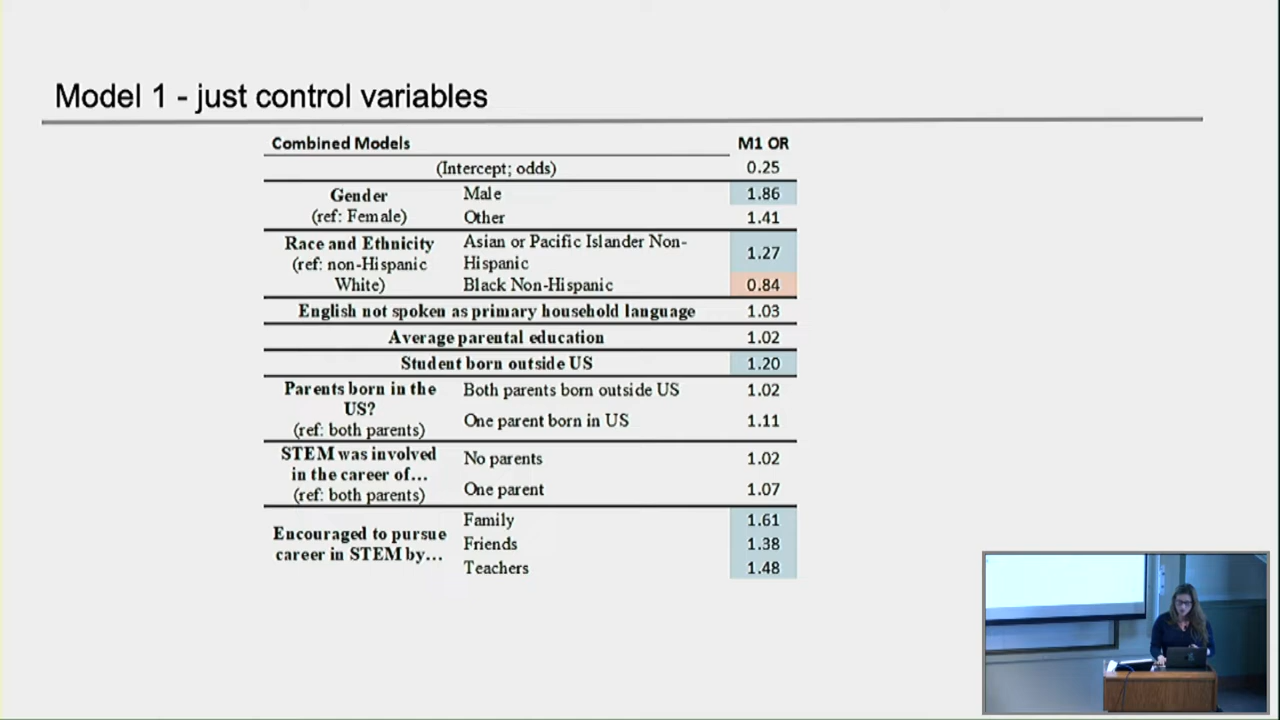 Model 1 - just control variables
Combined Models M1 OR
(Intercept; odds) 0.25
Gender
(ref: Female)
Male 1.86
Other 1.41
Race and Ethnicity
(ref: non-Hispanic
White)
Asian or Pacific Islander Non-
Hispanic
1.27
Black Non-Hispanic 0.84
English not spoken as primary household language 1.03
Average parental education 1.02
Student born outside US 1.20
Parents born in the
US?
(ref: both parents)
Both parents born outside US 1.02
One parent born in US 1.11
STEM was involved
in the career of...
(ref: both parents)
No parents 1.02
One parent 1.07
Encouraged to pursue
career in STEM by...
Family 1.61
Friends 1.38
Teachers 1.48